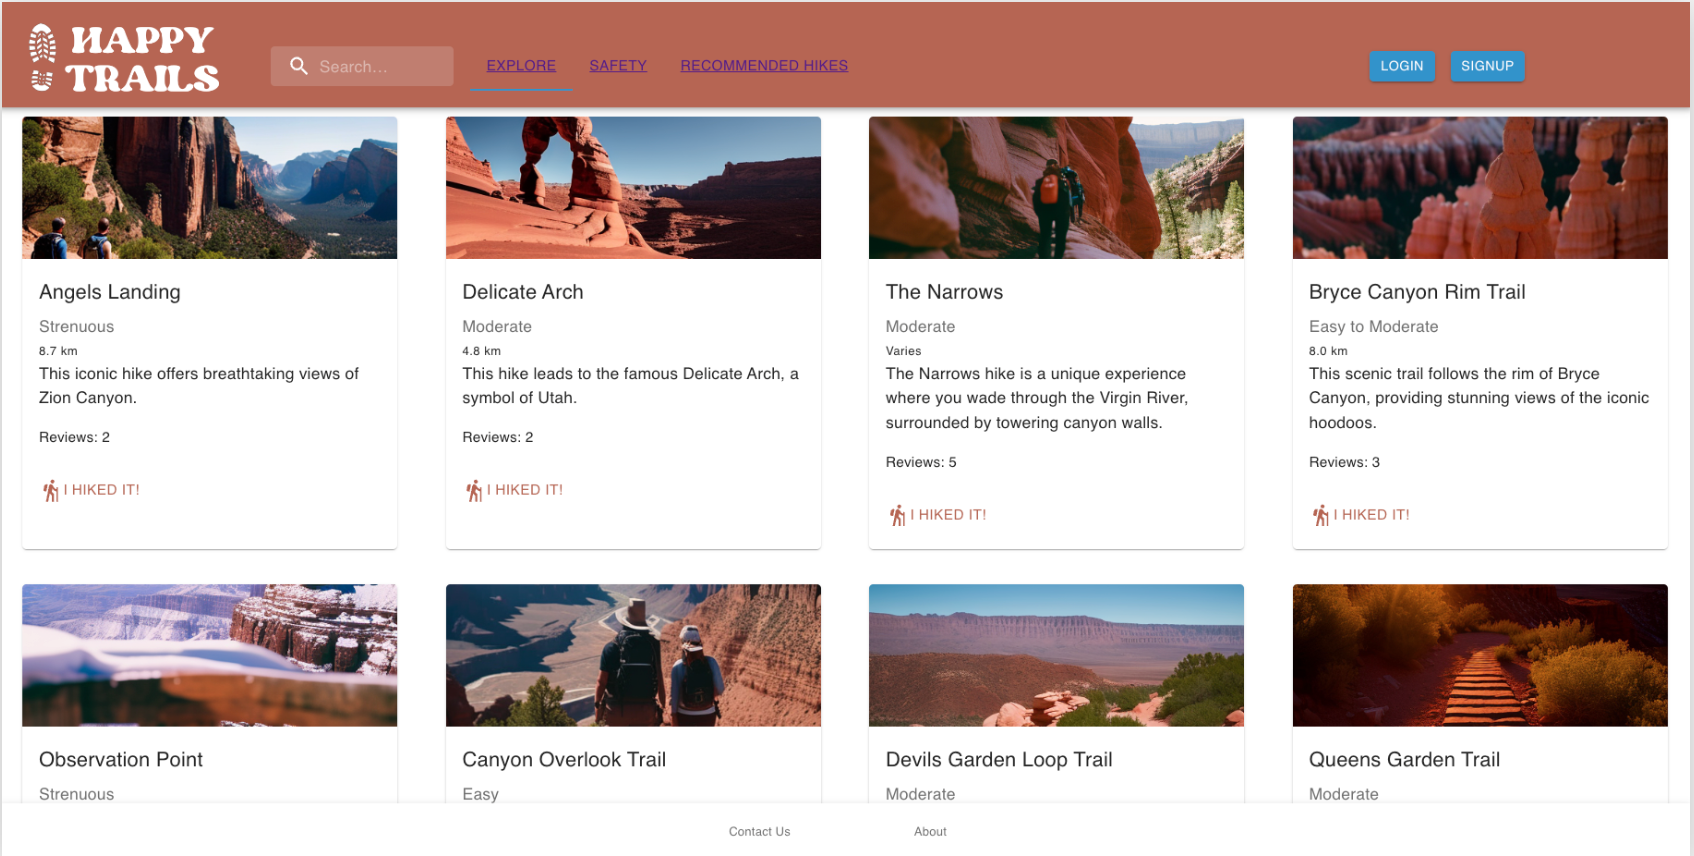 HAPPY
TRAILS
Search...
EXPLORE
SAFETY
RECOMMENDED HIKES
LOGIN
SIGNUP
Angels Landing
Strenuous
8.7 km
This iconic hike offers breathtaking views of
Zion Canyon.
Reviews: 2
I HIKED IT!
Delicate Arch
Moderate
4.8 km
This hike leads to the famous Delicate Arch, a
symbol of Utah.
Reviews: 2
I HIKED IT!
The Narrows
Moderate
Varies
The Narrows hike is a unique experience
where you wade through the Virgin River,
surrounded by towering canyon walls.
Reviews: 5
I HIKED IT!
Bryce Canyon Rim Trail
Easy to Moderate
8.0 km
This scenic trail follows the rim of Bryce
Canyon, providing stunning views of the iconic
hoodoos.
Reviews: 3
I HIKED IT!
Observation Point
Strenuous
Canyon Overlook Trail
Easy
Devils Garden Loop Trail
Moderate
Queens Garden Trail
Moderate
Contact Us
About